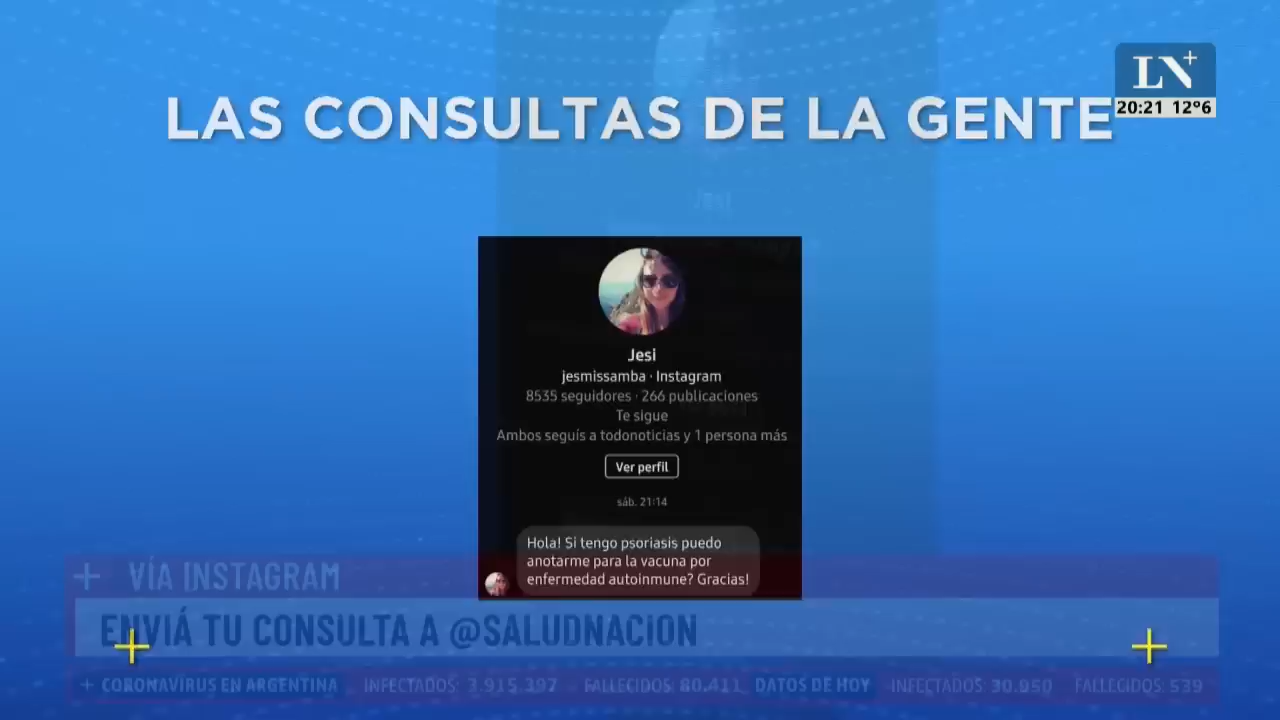 LN+
20:21 12°6
LAS CONSULTAS DE LA GENTE
Jesi
jesmissamba · Instagram
8535 seguidores · 266 publicaciones
Te sigue
Ambos seguís a todonoticias y 1 persona más
Ver perfil
sáb. 21:14
Hola! Si tengo psoriasis puedo
anotarme para la vacuna por
enfermedad autoinmune? Gracias!
+ VÍA INSTAGRAM
ENVIÁ TU CONSULTA A @SALUDNACION
+ CORONAVIRUS EN ARGENTINA INFECTADOS: 3.915.397 FALLECIDOS: 80.411 DATOS DE HOY INFECTADOS: 30.950 FALLECIDOS: 539